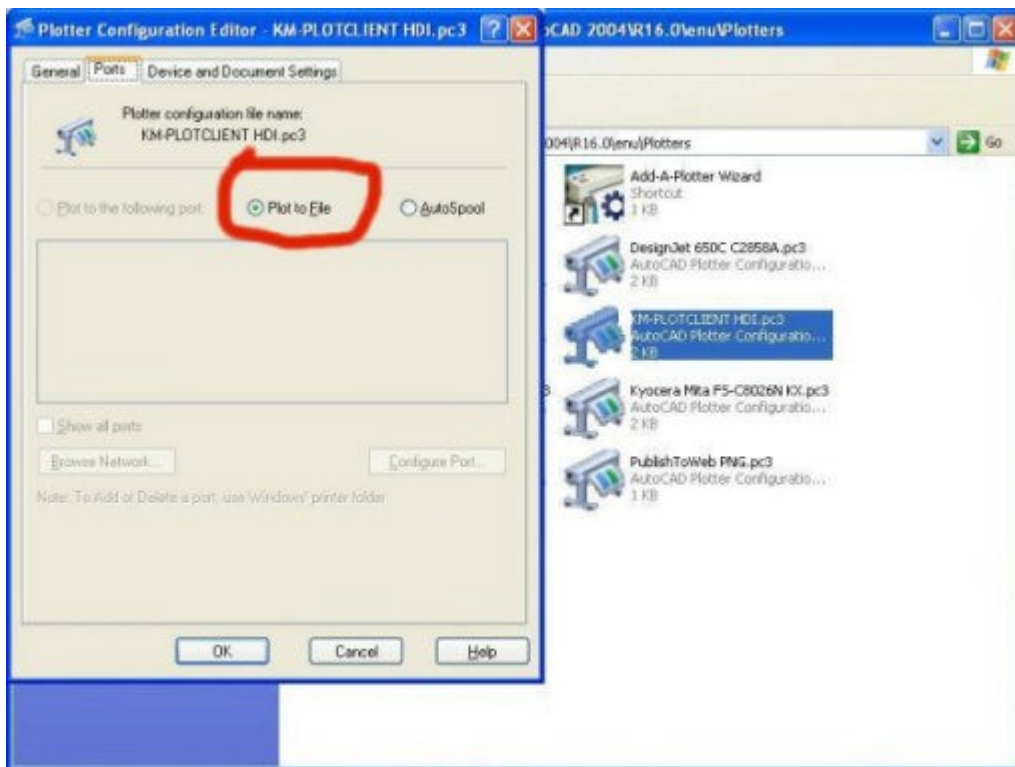 Plotter Configuration Editor - KM-PLOTCLIENT HDI.pc3
General Ports Device and Document Settings
Plotter configuration file name:
KM-PLOTCLIENT HDI.pc3
Plot to the following port: Plot to File AutoSpool
Show all ports
Browse Network... Configure Port...
Note: To Add or Delete a port, use Windows' printer folder
OK Cancel Help
CAD 2004\R16.0\enu\Plotters
004\R16.0\enu\Plotters Go
Add-A-Plotter Wizard
Shortcut
1 KB
DesignJet 650C C2858A.pc3
AutoCAD Plotter Configuratio...
2 KB
KM-PLOTCLIENT HDI.pc3
AutoCAD Plotter Configuratio...
2 KB
Kyocera Mita FS-C8026N KX.pc3
AutoCAD Plotter Configuratio...
2 KB
PublishToWeb PNG.pc3
AutoCAD Plotter Configuratio...
1 KB